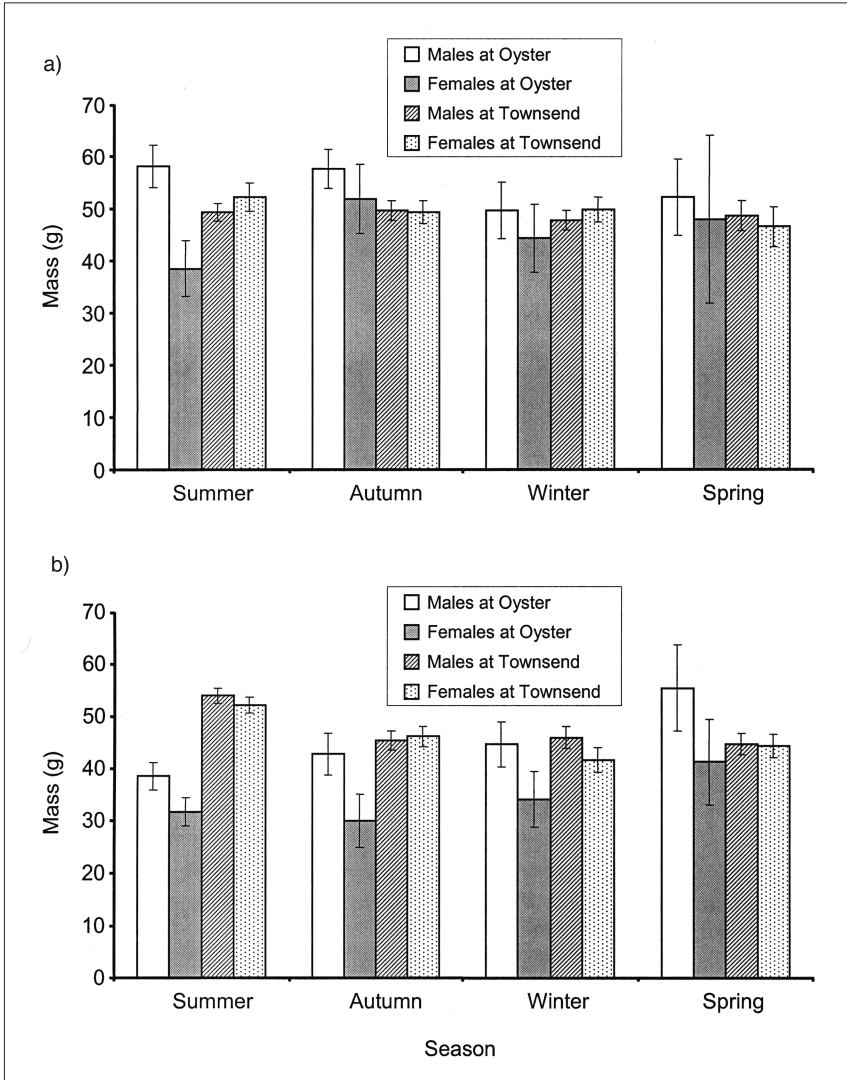 a)
Males at Oyster
Females at Oyster
Males at Townsend
Females at Townsend
70
60
50
40
30
20
10
0
Mass (g)
Summer Autumn Winter Spring
b)
Males at Oyster
Females at Oyster
Males at Townsend
Females at Townsend
70
60
50
40
30
20
10
0
Mass (g)
Summer Autumn Winter Spring
Season